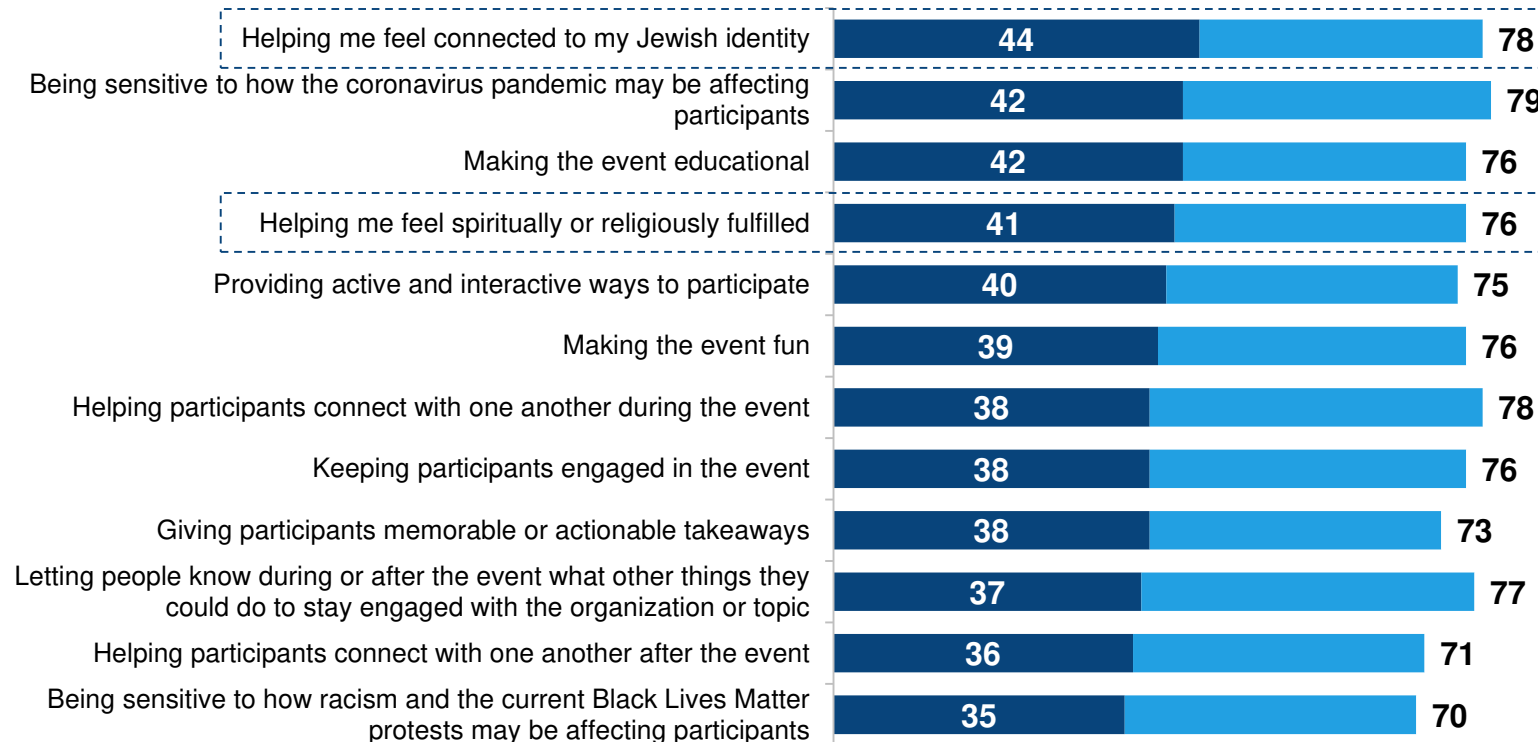 Helping me feel connected to my Jewish identity 44 78
Being sensitive to how the coronavirus pandemic may be affecting
participants 42 79
Making the event educational 42 76
Helping me feel spiritually or religiously fulfilled 41 76
Providing active and interactive ways to participate 40 75
Making the event fun 39 76
Helping participants connect with one another during the event 38 78
Keeping participants engaged in the event 38 76
Giving participants memorable or actionable takeaways 38 73
Letting people know during or after the event what other things they
could do to stay engaged with the organization or topic 37 77
Helping participants connect with one another after the event 36 71
Being sensitive to how racism and the current Black Lives Matter
protests may be affecting participants 35 70